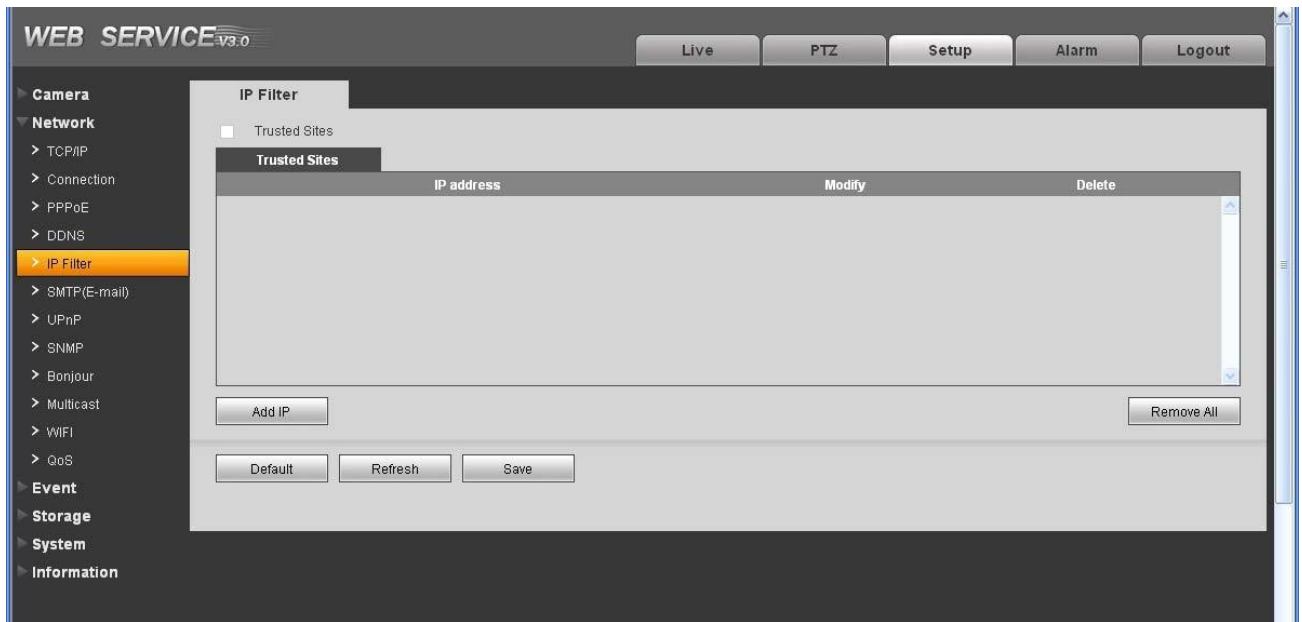 WEB SERVICE V3.0
Live PTZ Setup Alarm Logout
Camera
Network
> TCP/IP
> Connection
> PPPoE
> DDNS
> IP Filter
> SMTP(E-mail)
> UPnP
> SNMP
> Bonjour
> Multicast
> WIFI
> QoS
Event
Storage
System
Information
IP Filter
Trusted Sites
Trusted Sites
IP address Modify Delete
Add IP Remove All
Default Refresh Save